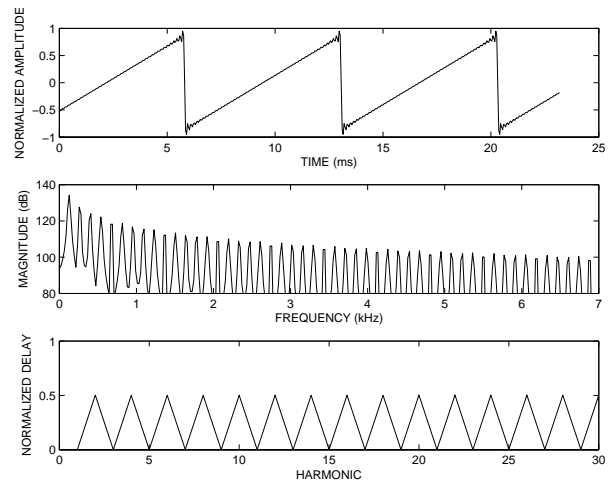 NORMALIZED AMPLITUDE
1
0.5
0
−0.5
−1
0 5 10 15 20 25
TIME (ms)
MAGNITUDE (dB)
140
120
100
80
0 1 2 3 4 5 6 7
FREQUENCY (kHz)
NORMALIZED DELAY
1
0.5
0
0 5 10 15 20 25 30
HARMONIC